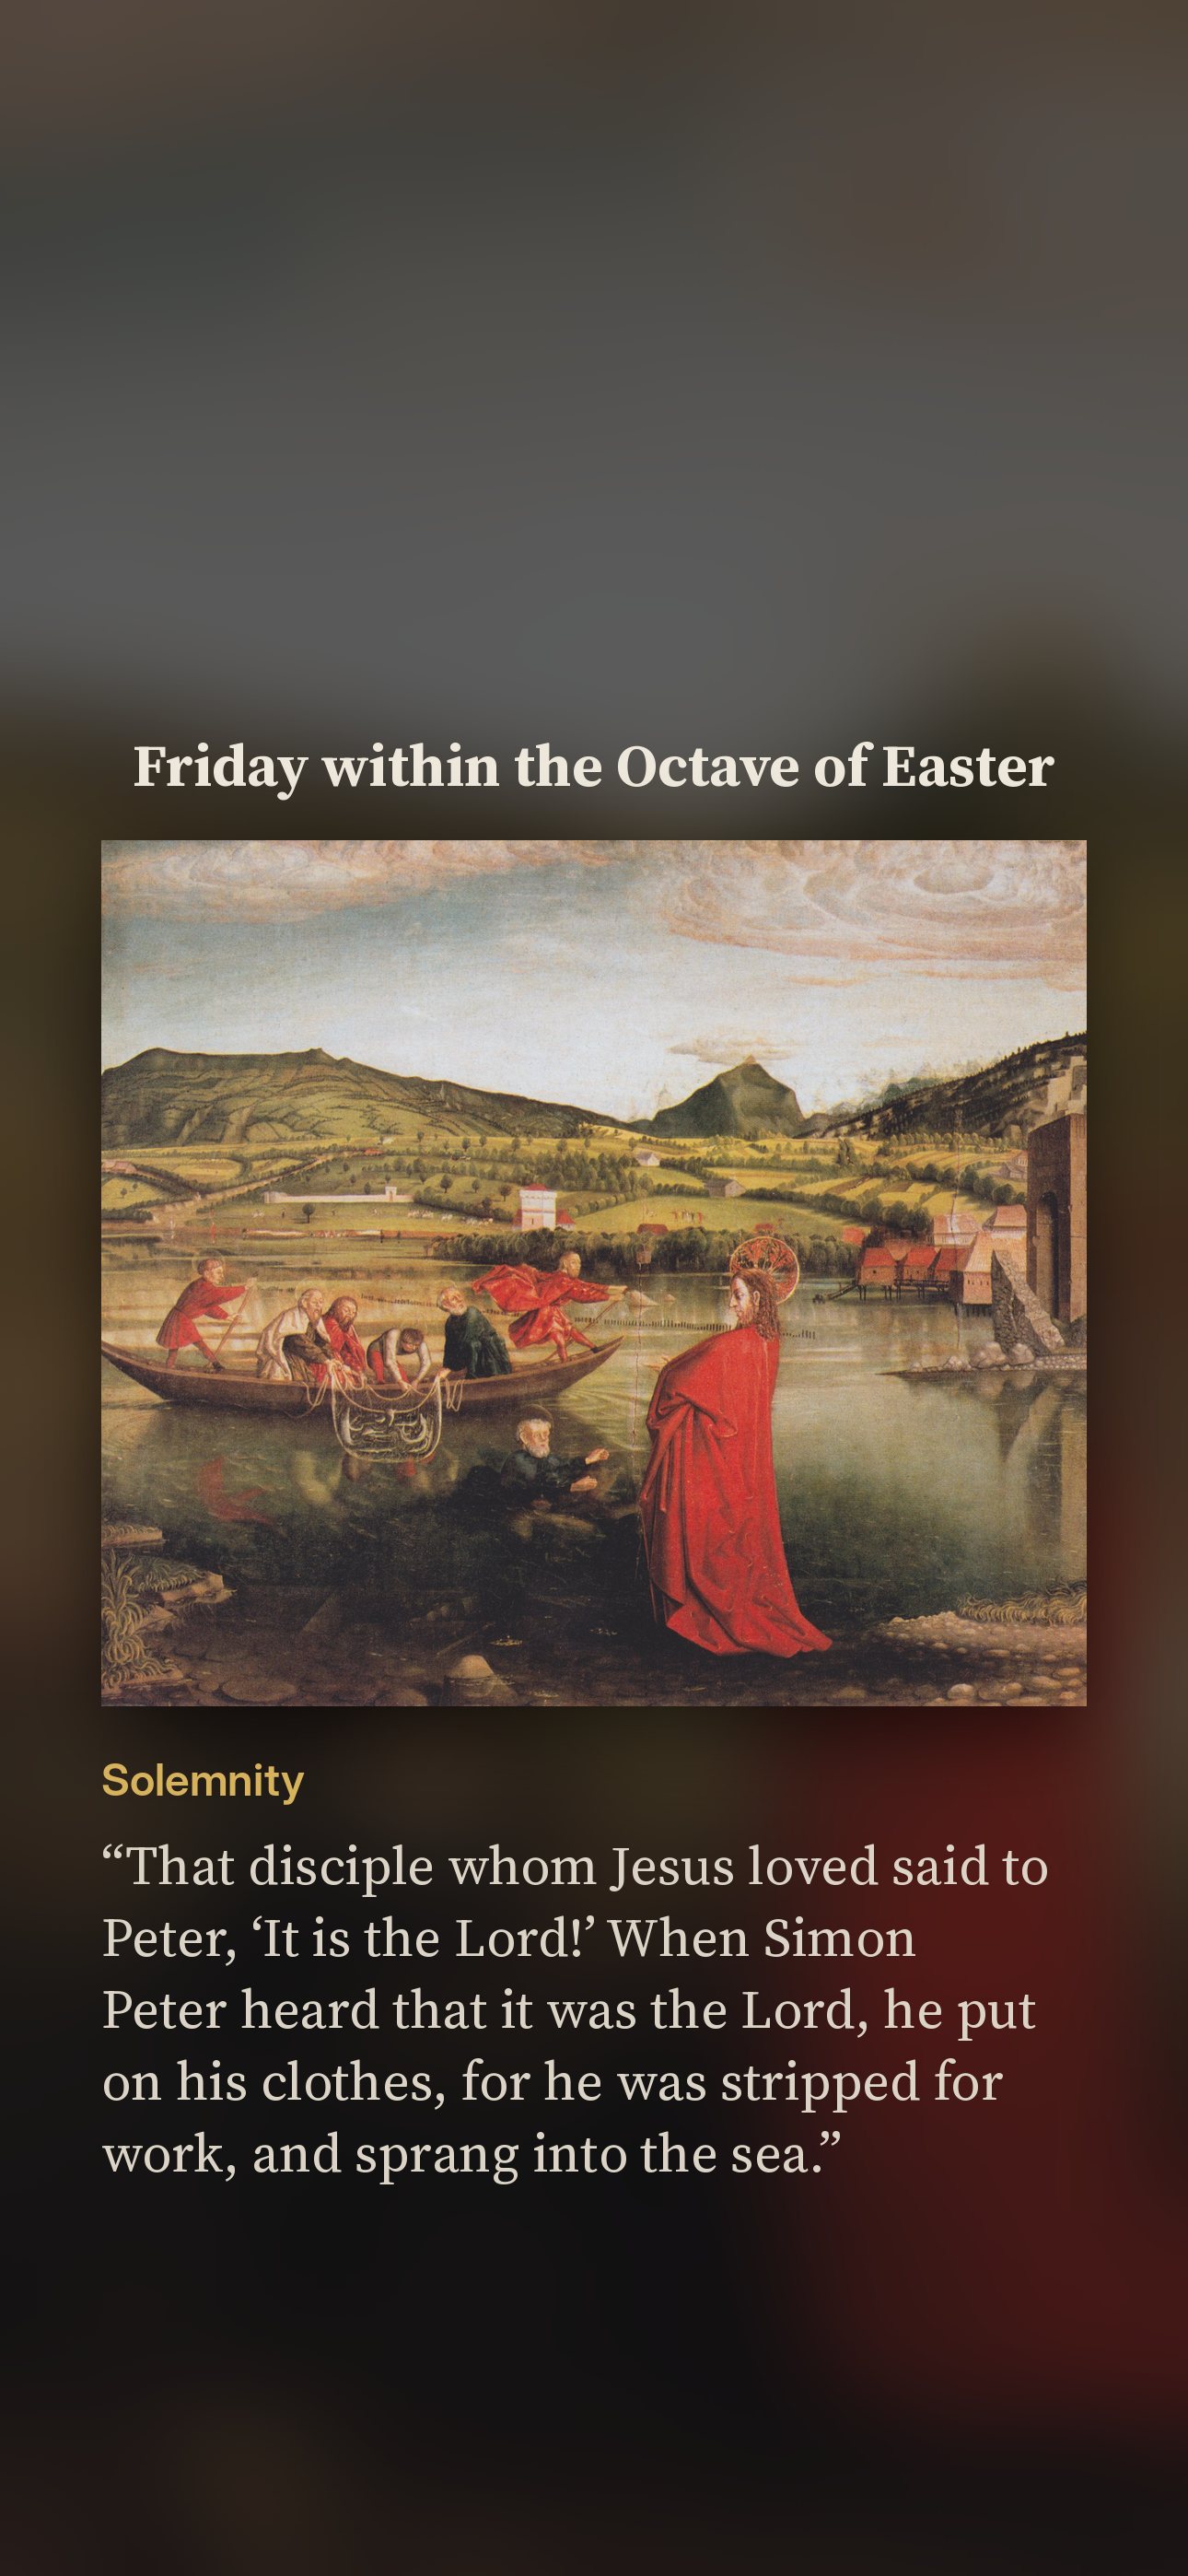 Friday within the Octave of Easter
Solemnity
“That disciple whom Jesus loved said to
Peter, ‘It is the Lord!’ When Simon
Peter heard that it was the Lord, he put
on his clothes, for he was stripped for
work, and sprang into the sea.”